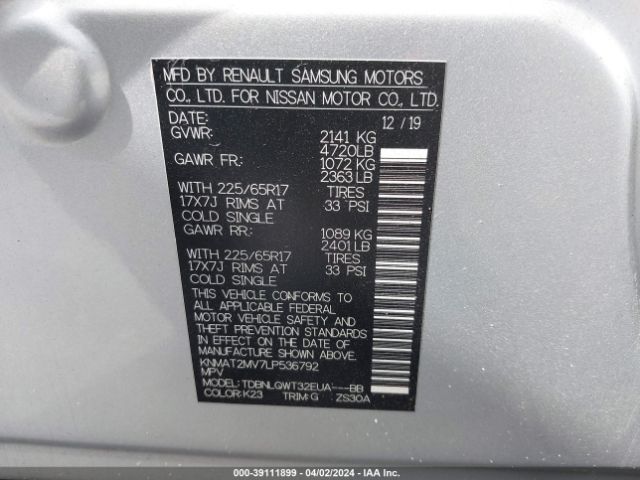 MFD BY RENAULT SAMSUNG MOTORS
CO., LTD. FOR NISSAN MOTOR CO., LTD.
DATE: 12 / 19
GVWR: 2141 KG
4720LB
GAWR FR: 1072 KG
2363 LB
WITH 225/65R17 TIRES
17X7J RIMS AT 33 PSI
COLD SINGLE
GAWR RR: 1089 KG
2401 LB
WITH 225/65R17 TIRES
17X7J RIMS AT 33 PSI
COLD SINGLE
THIS VEHICLE CONFORMS TO
ALL APPLICABLE FEDERAL
MOTOR VEHICLE SAFETY AND
THEFT PREVENTION STANDARDS
IN EFFECT ON THE DATE OF
MANUFACTURE SHOWN ABOVE.
KNMAT2MV7LP536792
MPV
MODEL: TDBNLQWT32EUA----BB
COLOR:K23 TRIM:G ZS30A
000-39111899 - 04/02/2024 - IAA Inc.